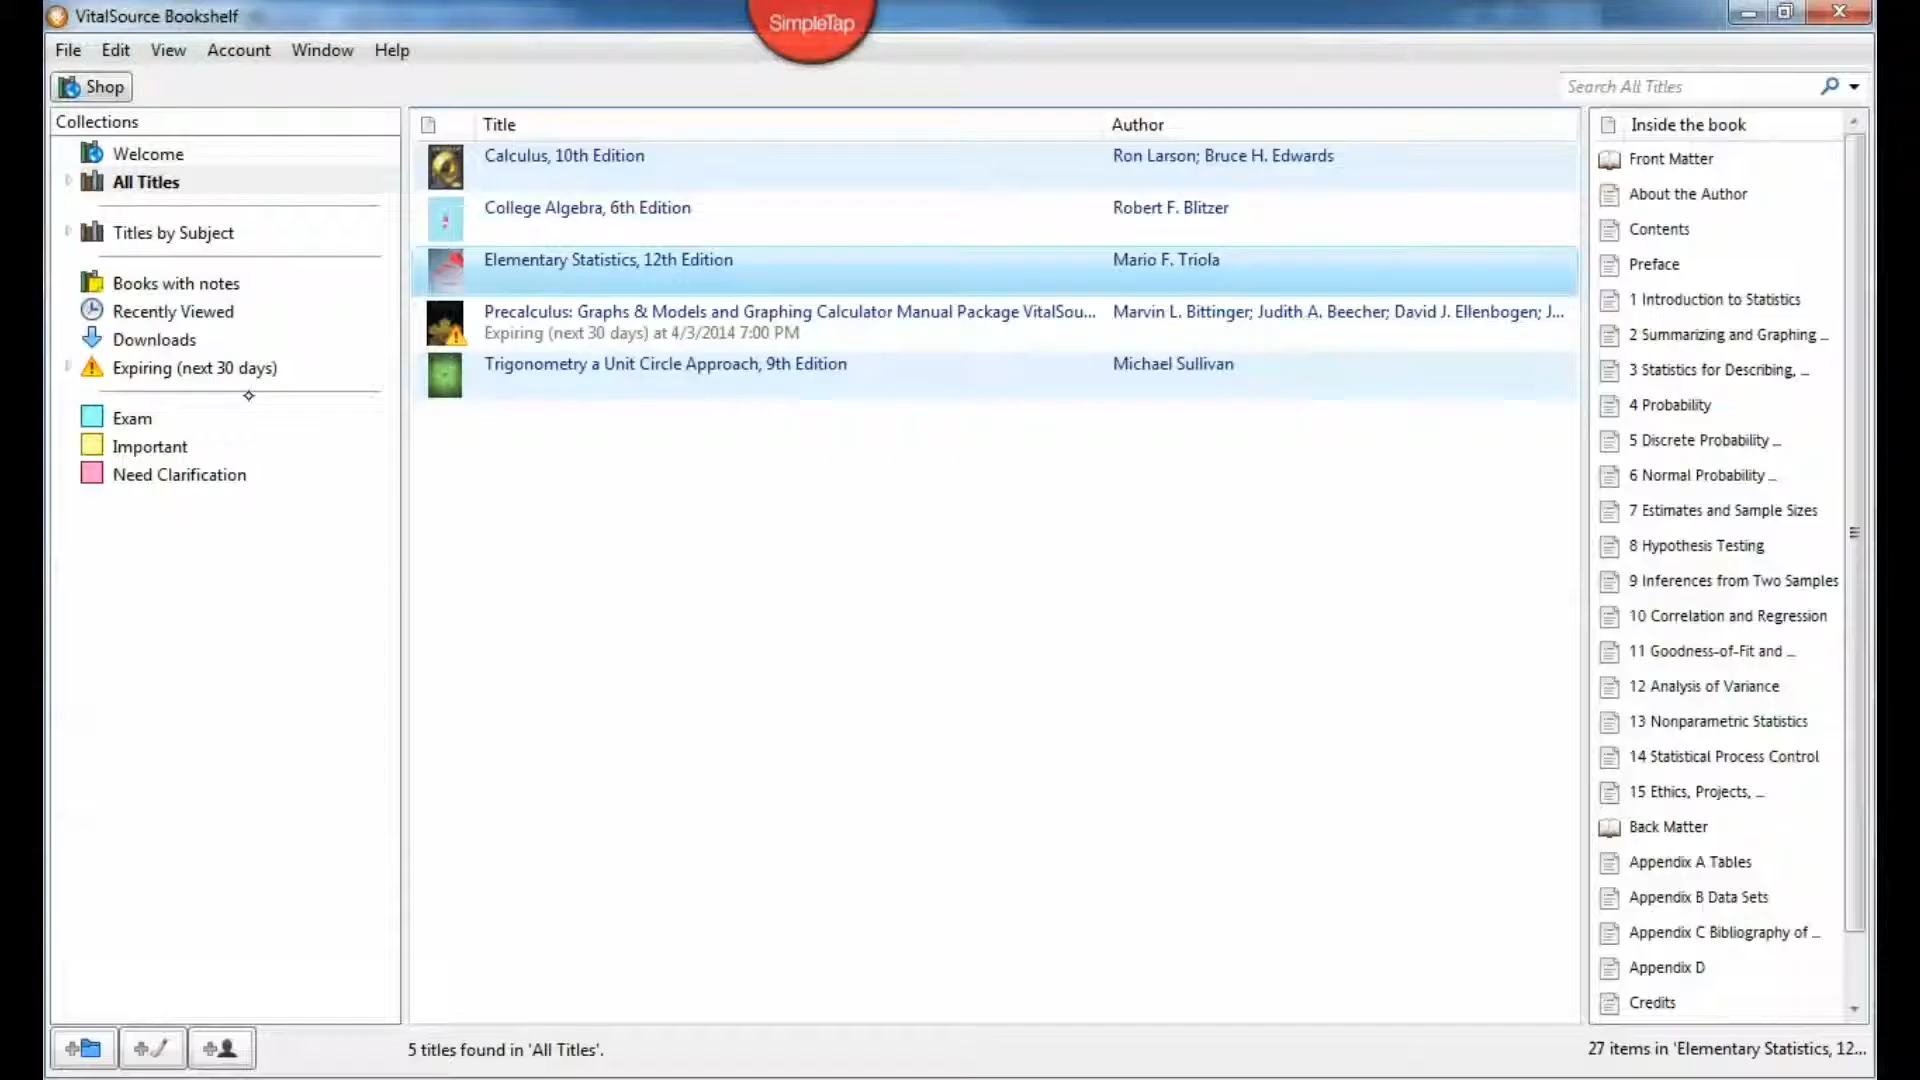 VitalSource Bookshelf
SimpleTap
File Edit View Account Window Help
Shop
Search All Titles
Collections
Welcome
All Titles
Titles by Subject
Books with notes
Recently Viewed
Downloads
Expiring (next 30 days)
Exam
Important
Need Clarification
Title Author
Calculus, 10th Edition Ron Larson; Bruce H. Edwards
College Algebra, 6th Edition Robert F. Blitzer
Elementary Statistics, 12th Edition Mario F. Triola
Precalculus: Graphs & Models and Graphing Calculator Manual Package VitalSou... Marvin L. Bittinger; Judith A. Beecher; David J. Ellenbogen; J...
Expiring (next 30 days) at 4/3/2014 7:00 PM
Trigonometry a Unit Circle Approach, 9th Edition Michael Sullivan
Inside the book
Front Matter
About the Author
Contents
Preface
1 Introduction to Statistics
2 Summarizing and Graphing ...
3 Statistics for Describing, ...
4 Probability
5 Discrete Probability ...
6 Normal Probability ...
7 Estimates and Sample Sizes
8 Hypothesis Testing
9 Inferences from Two Samples
10 Correlation and Regression
11 Goodness-of-Fit and ...
12 Analysis of Variance
13 Nonparametric Statistics
14 Statistical Process Control
15 Ethics, Projects, ...
Back Matter
Appendix A Tables
Appendix B Data Sets
Appendix C Bibliography of ...
Appendix D
Credits
5 titles found in 'All Titles'.
27 items in 'Elementary Statistics, 12...